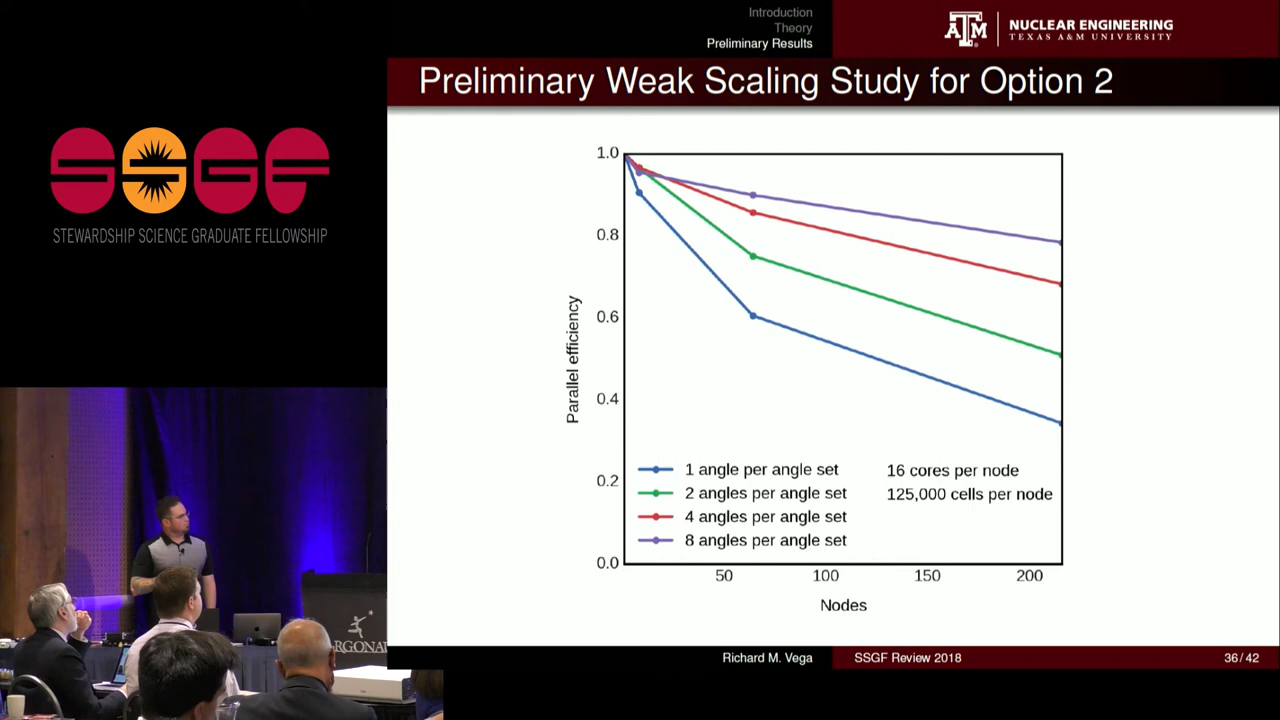 Introduction
Theory
Preliminary Results
ATM
NUCLEAR ENGINEERING
TEXAS A&M UNIVERSITY
Preliminary Weak Scaling Study for Option 2
SSGF
STEWARDSHIP SCIENCE GRADUATE FELLOWSHIP
1.0
0.8
0.6
0.4
0.2
0.0
Parallel efficiency
1 angle per angle set
2 angles per angle set
4 angles per angle set
8 angles per angle set
16 cores per node
125,000 cells per node
50
100
150
200
Nodes
Richard M. Vega
SSGF Review 2018
36/42